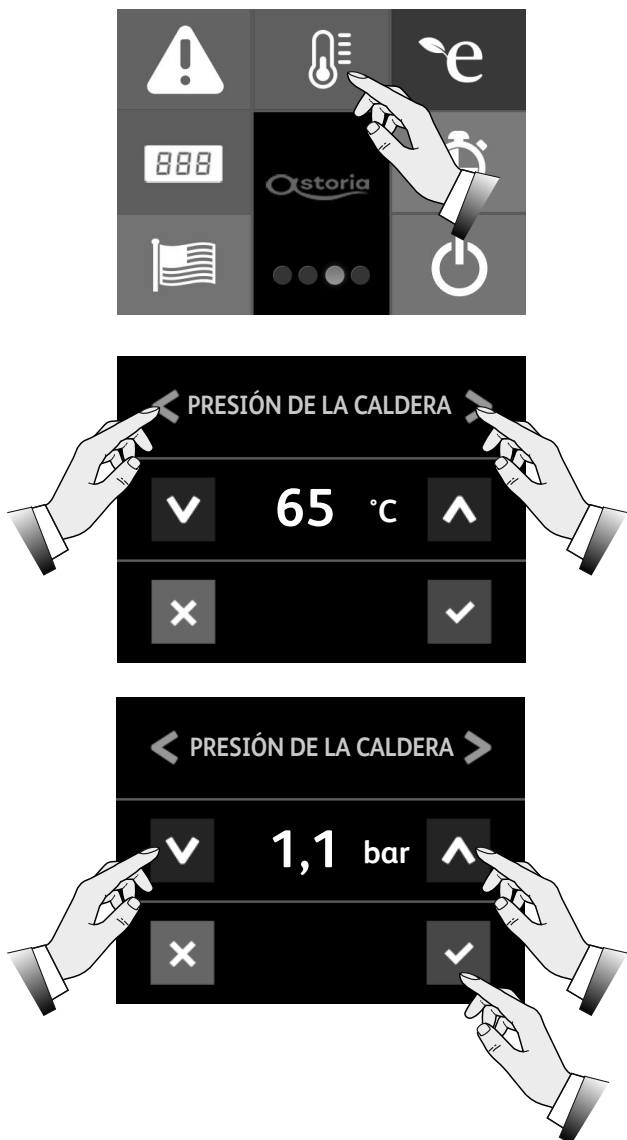 e
888
astoria
< PRESIÓN DE LA CALDERA >
65 °C
< PRESIÓN DE LA CALDERA >
1,1 bar